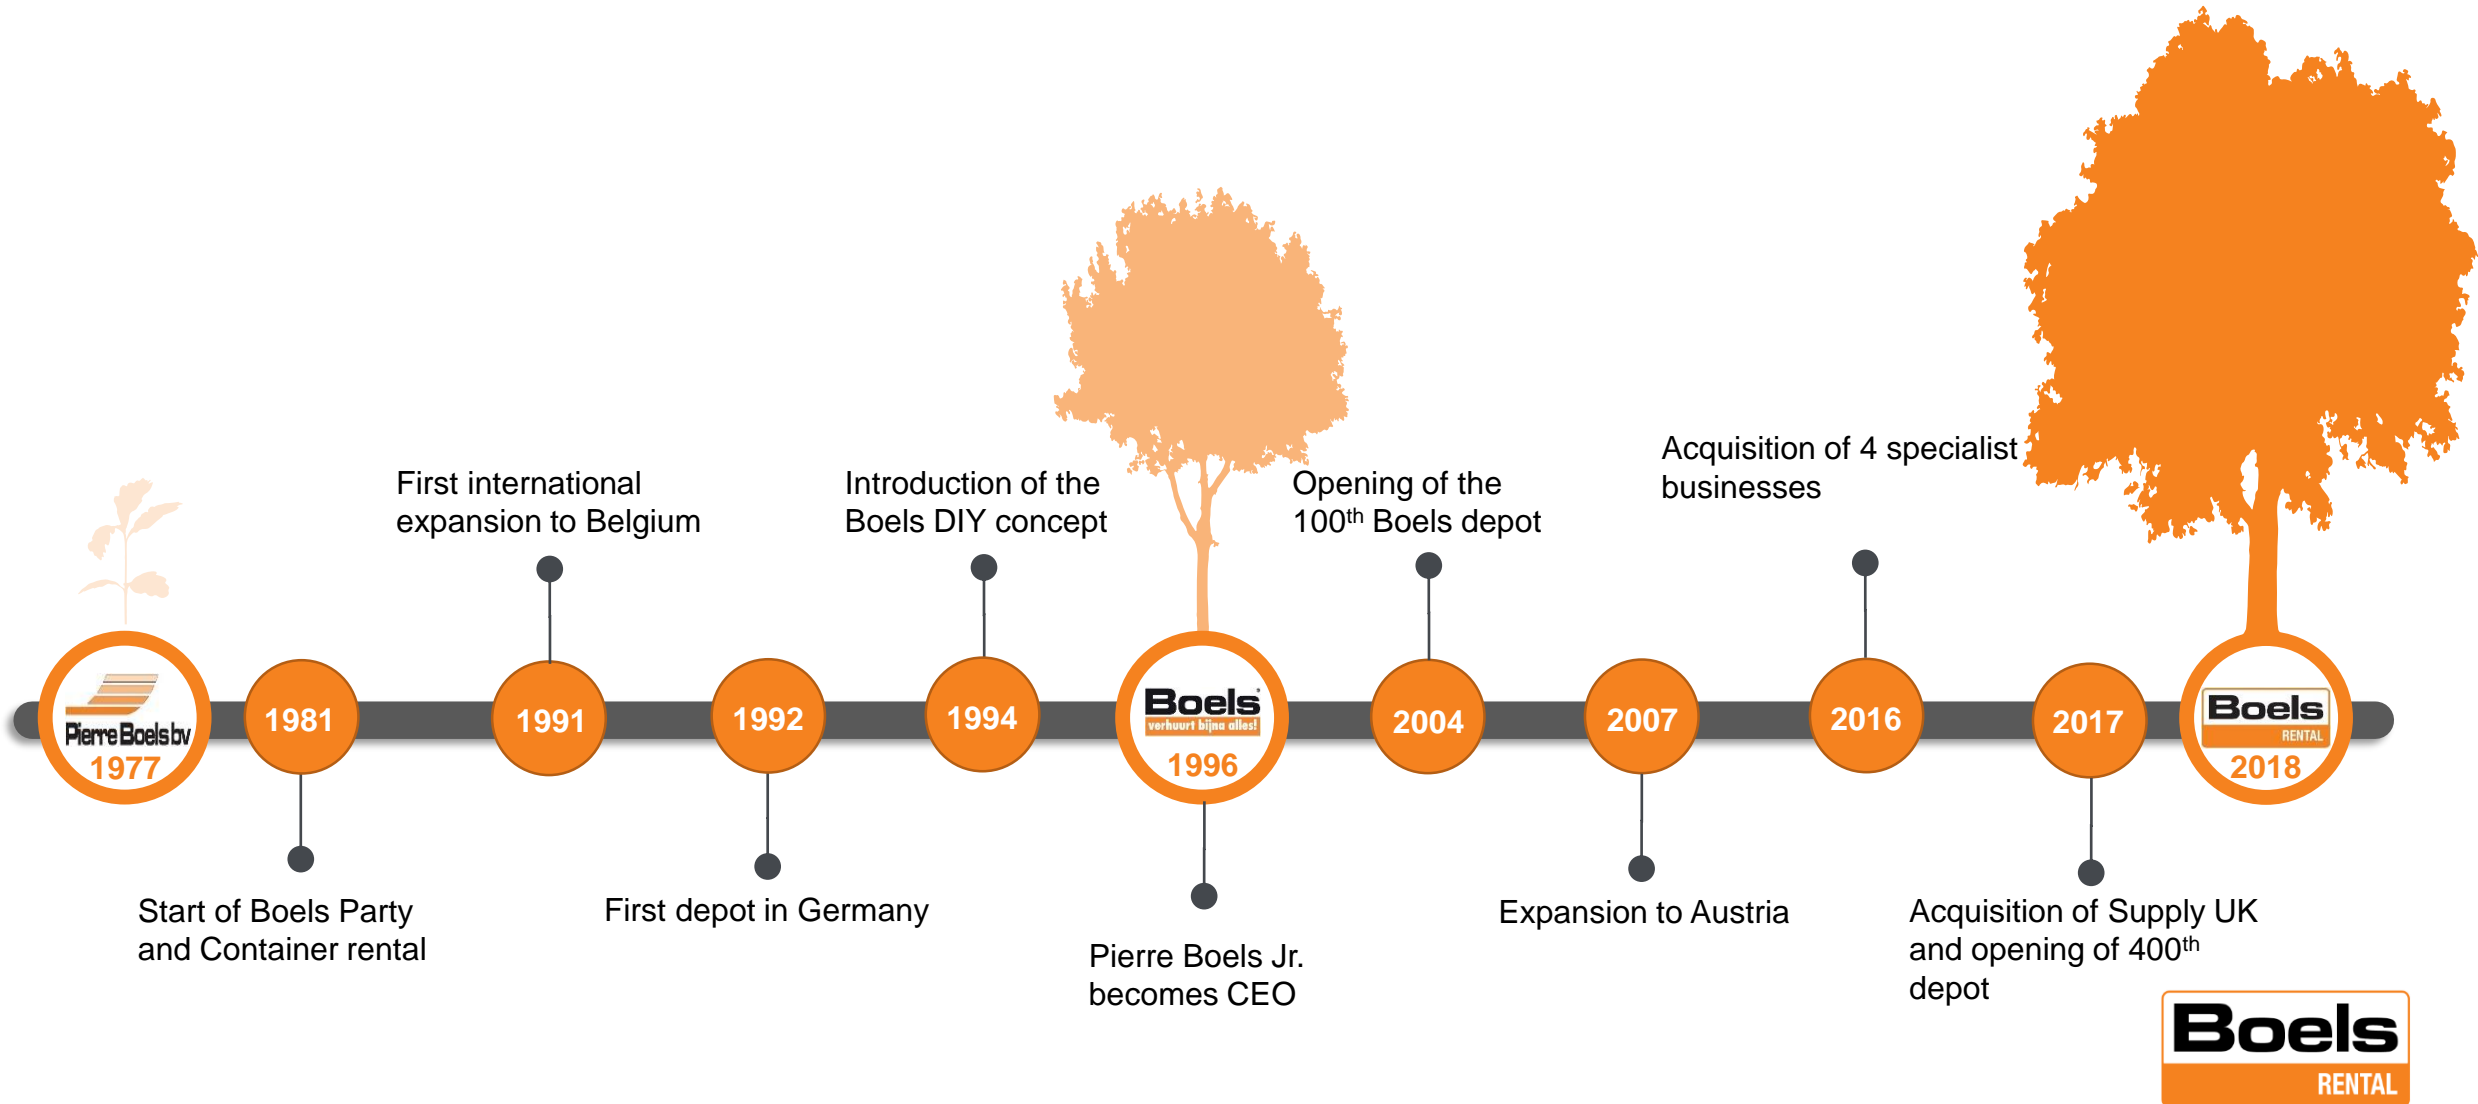 Acquisition of 4 specialist
businesses
First international
expansion to Belgium
Introduction of the
Boels DIY concept
Opening of the
100th Boels depot
Pierre Boels bv
1977
1981
1991
1992
1994
Boels
verhuurt bijna alles!
1996
2004
2007
2016
2017
Boels
RENTAL
2018
Start of Boels Party
and Container rental
First depot in Germany
Pierre Boels Jr.
becomes CEO
Expansion to Austria
Acquisition of Supply UK
and opening of 400th
depot
Boels
RENTAL